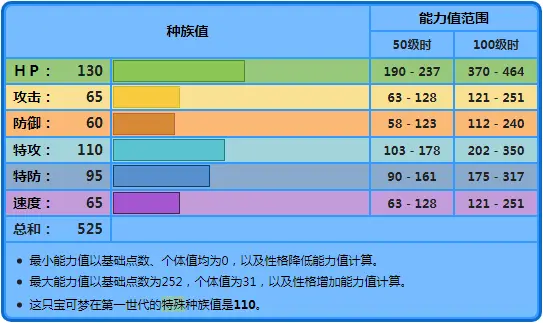 种族值 能力值范围
50级时 100级时
HP： 130 190 - 237 370 - 464
攻击： 65 63 - 128 121 - 251
防御： 60 58 - 123 112 - 240
特攻： 110 103 - 178 202 - 350
特防： 95 90 - 161 175 - 317
速度： 65 63 - 128 121 - 251
总和： 525
• 最小能力值以基础点数、个体值均为0，以及性格降低能力值计算。
• 最大能力值以基础点数为252，个体值为31，以及性格增加能力值计算。
• 这只宝可梦在第一世代的特殊种族值是110。